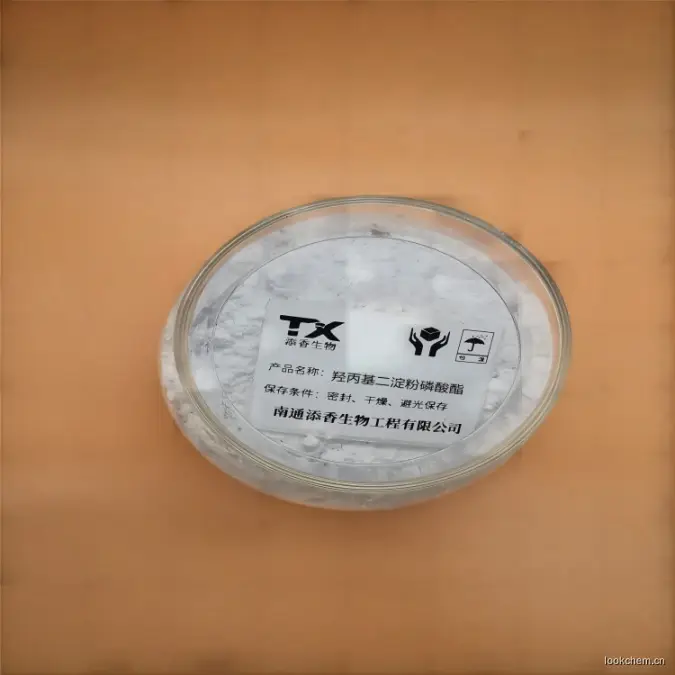 TX
添香生物
产品名称：羟丙基二淀粉磷酸酯
保存条件：密封、干燥、避光保存
南通添香生物工程有限公司
lookchem.cn